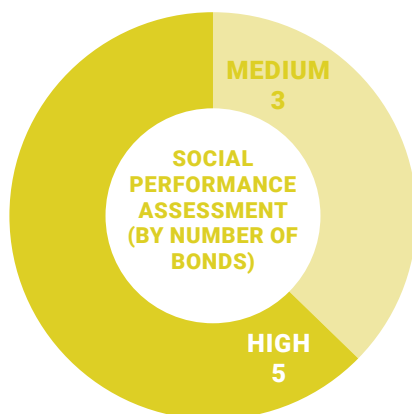 MEDIUM
3
SOCIAL
PERFORMANCE
ASSESSMENT
(BY NUMBER OF
BONDS)
HIGH
5